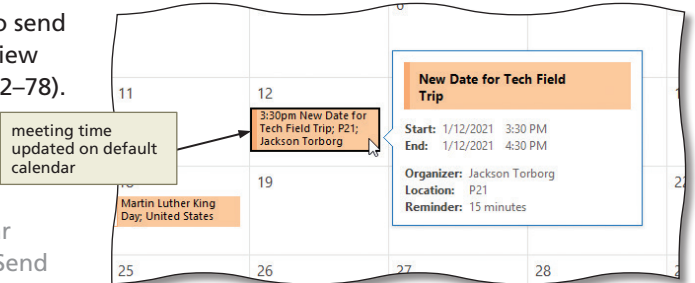 o send
iew
2–78).
meeting time
updated on default
calendar
r
Send
11
12
3:30pm New Date for
Tech Field Trip; P21;
Jackson Torborg
New Date for Tech Field
Trip
Start: 1/12/2021 3:30 PM
End: 1/12/2021 4:30 PM
Organizer: Jackson Torborg
Location: P21
Reminder: 15 minutes
19
Martin Luther King
Day; United States
25
26
27
28